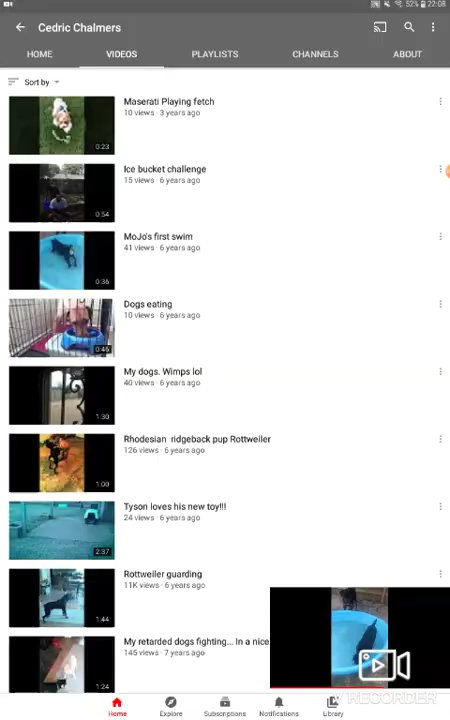 52% 22:08
Cedric Chalmers
HOME VIDEOS PLAYLISTS CHANNELS ABOUT
Sort by
Maserati Playing fetch
10 views · 3 years ago
0:23
Ice bucket challenge
15 views · 6 years ago
0:54
MoJo's first swim
41 views · 6 years ago
0:36
Dogs eating
10 views · 6 years ago
0:46
My dogs. Wimps lol
40 views · 6 years ago
1:30
Rhodesian ridgeback pup Rottweiler
126 views · 6 years ago
1:00
Tyson loves his new toy!!!
24 views · 6 years ago
2:37
Rottweiler guarding
11K views · 6 years ago
1:44
My retarded dogs fighting... In a nice
145 views · 7 years ago
1:24
V RECORDER
Home Explore Subscriptions Notifications Library